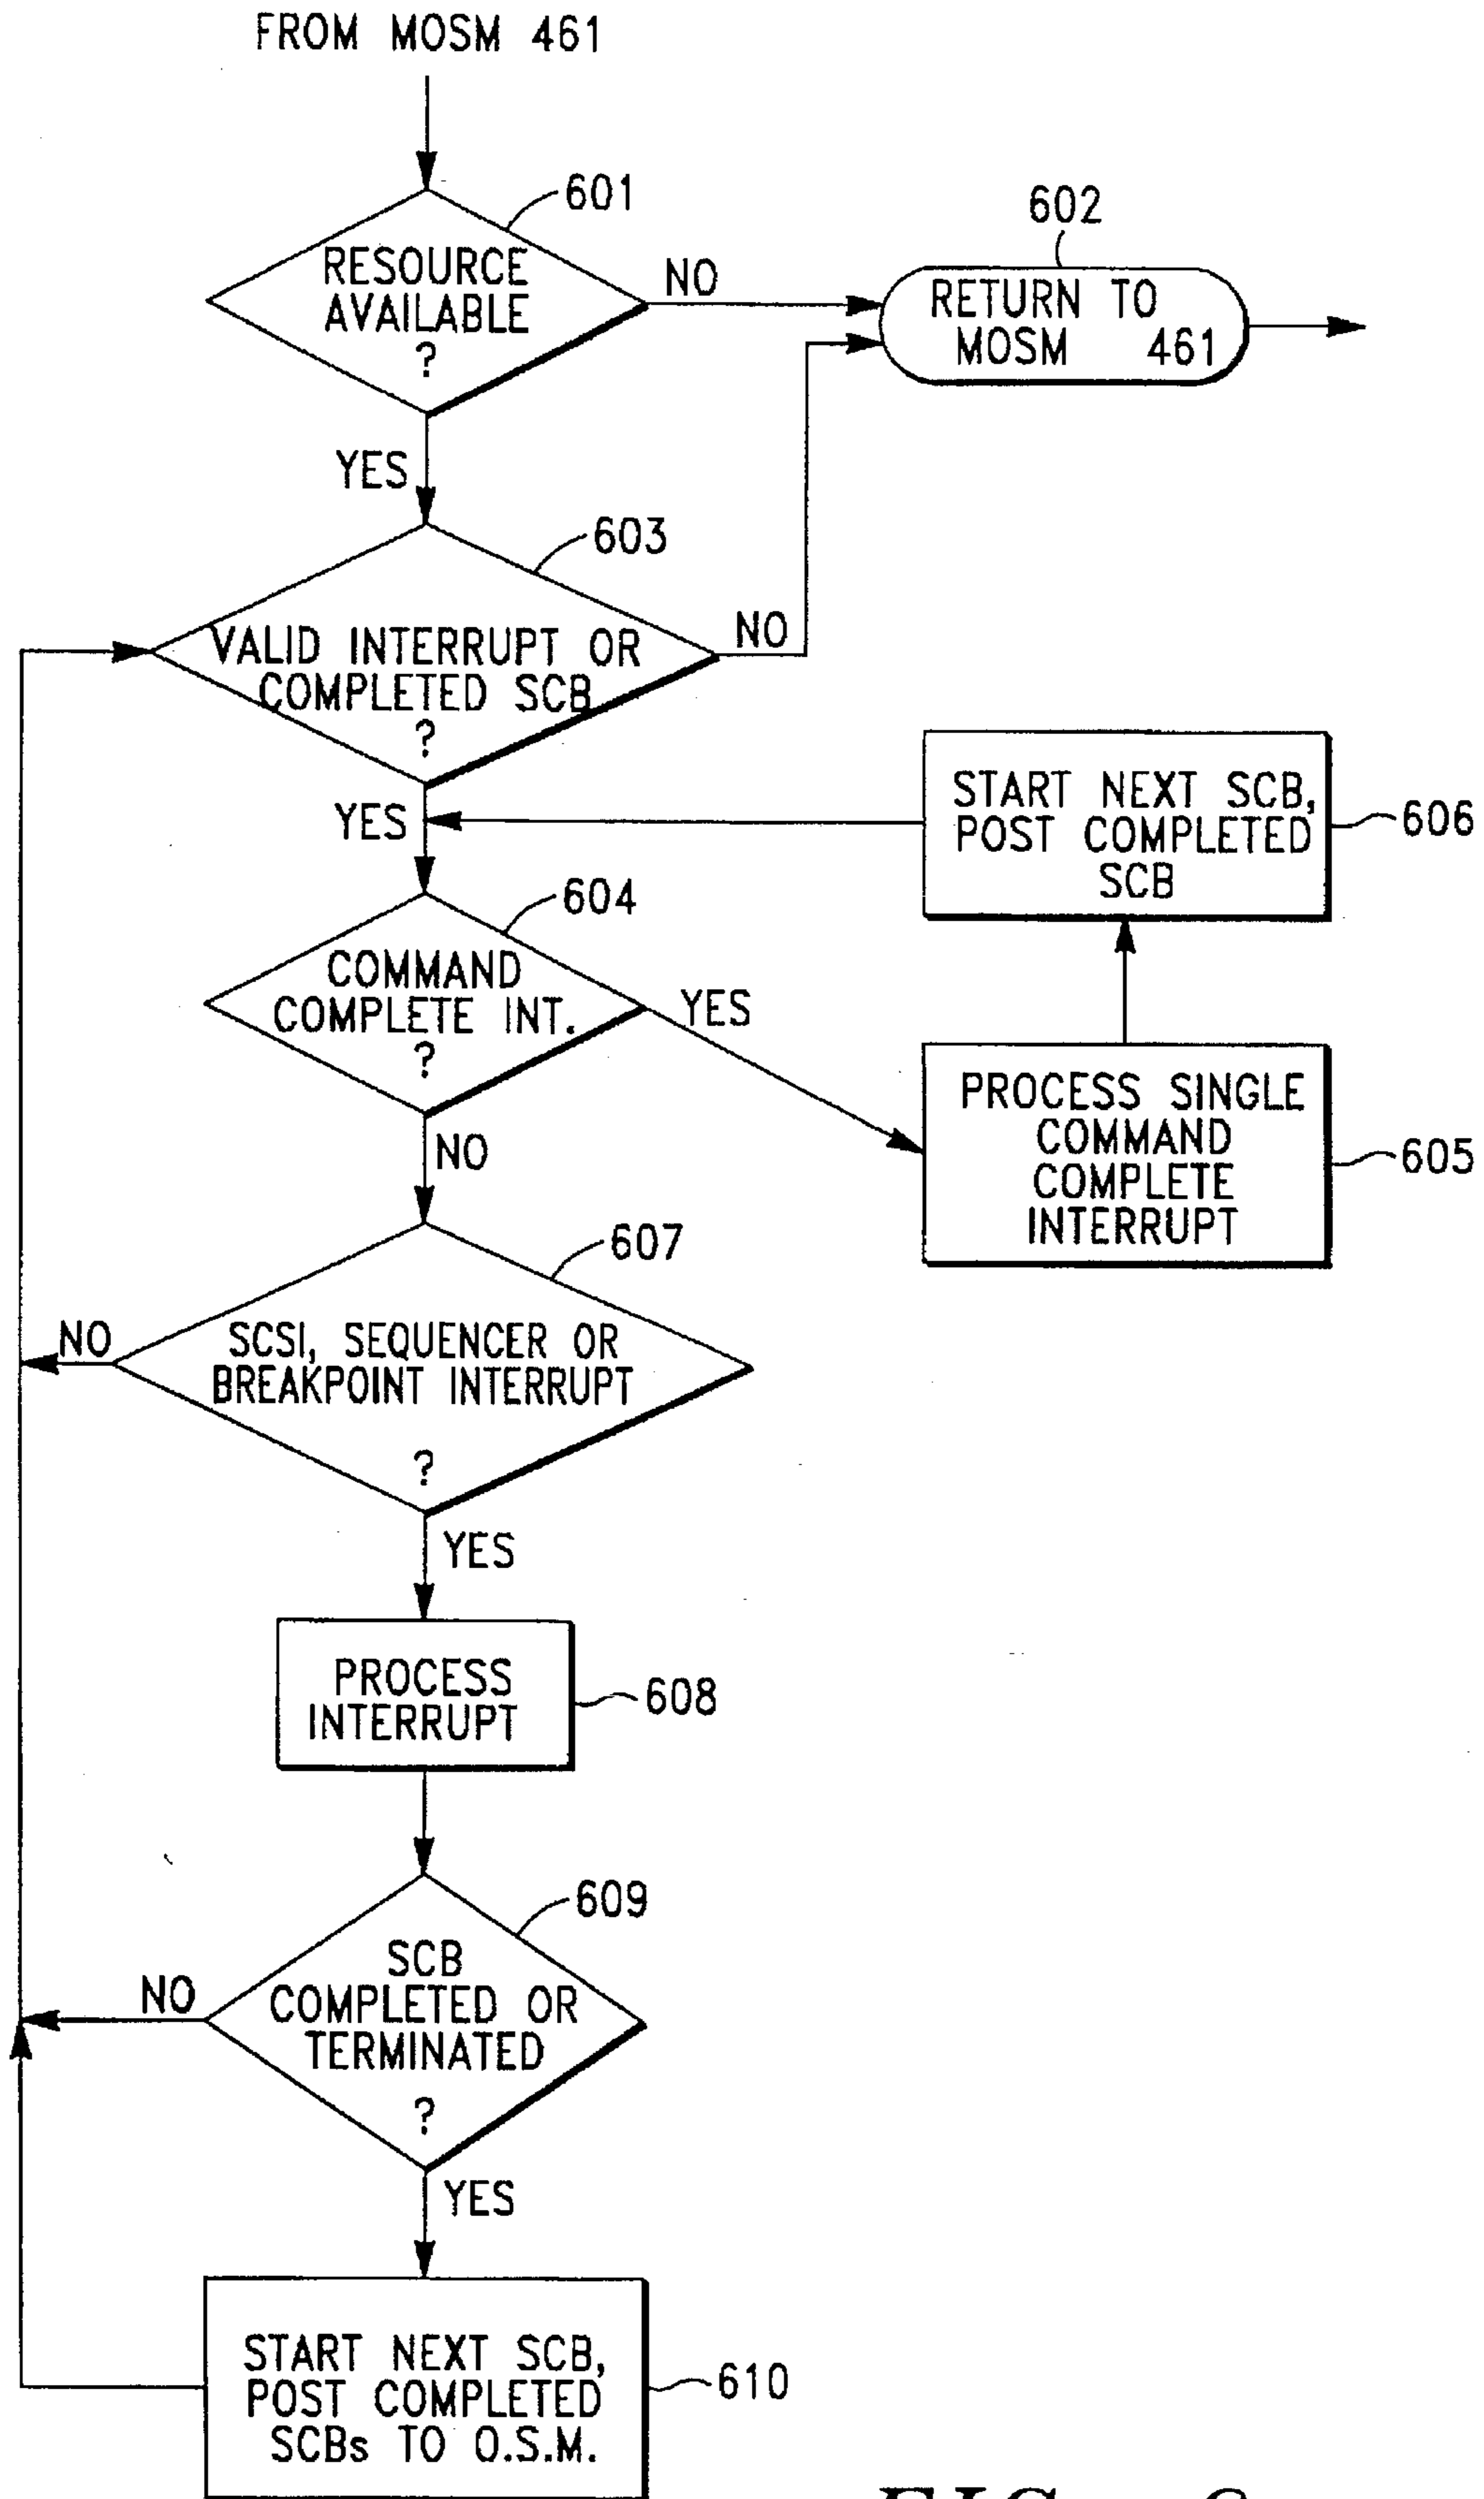 FROM MOSM 461
601
RESOURCE
AVAILABLE
?
NO
602
RETURN TO
MOSM 461
YES
603
VALID INTERRUPT OR
COMPLETED SCB
?
NO
YES
START NEXT SCB,
POST COMPLETED
SCB
606
604
COMMAND
COMPLETE INT.
?
YES
NO
PROCESS SINGLE
COMMAND
COMPLETE
INTERRUPT
605
607
SCSI, SEQUENCER OR
BREAKPOINT INTERRUPT
?
NO
YES
PROCESS
INTERRUPT
608
609
SCB
COMPLETED OR
TERMINATED
?
NO
YES
START NEXT SCB,
POST COMPLETED
SCBs TO O.S.M.
610